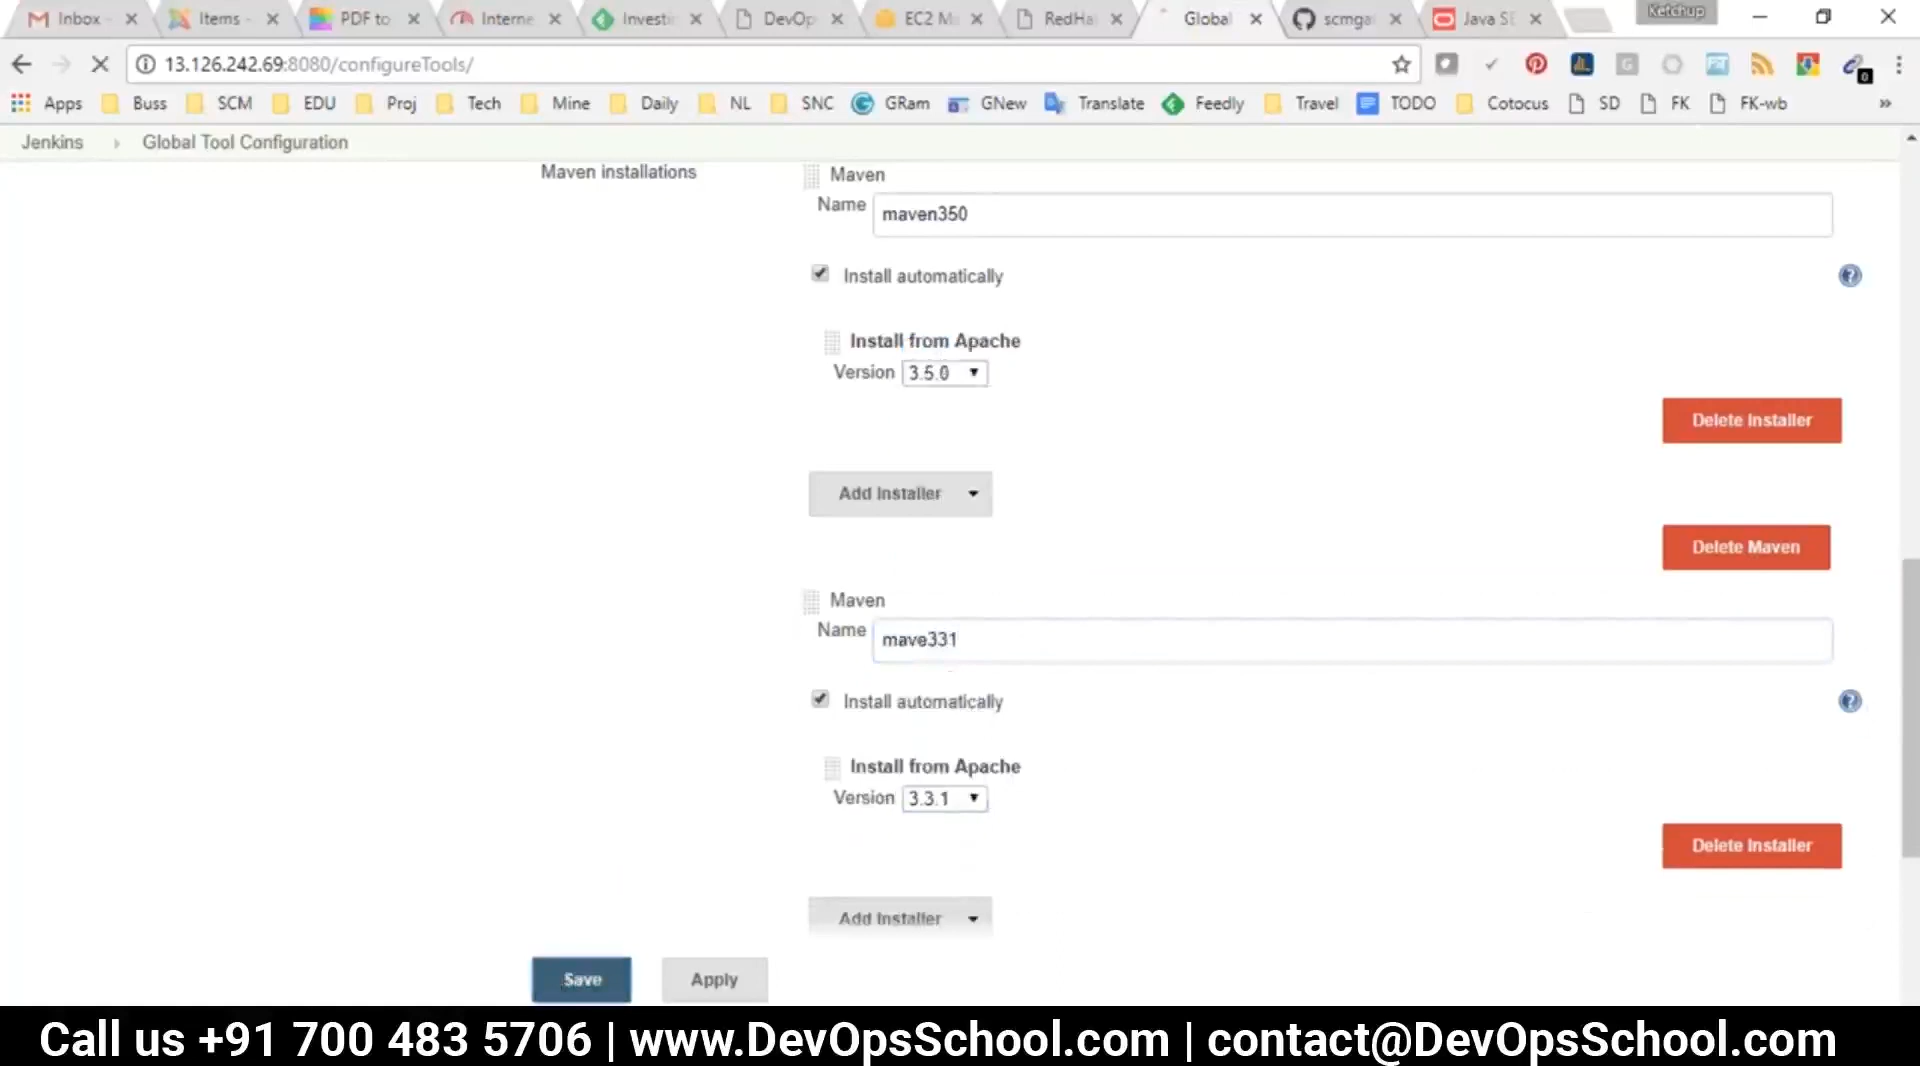 Inbox - Items - PDF to Interne Investi DevOp EC2 M RedHa Global scmga Java SE Ketchup
13.126.242.69:8080/configureTools/
0
Apps Buss SCM EDU Proj Tech Mine Daily NL SNC GRam GNew Translate Feedly Travel TODO Cotocus SD FK FK-wb »
Jenkins Global Tool Configuration
Maven installations
Maven
Name maven350
Install automatically
Install from Apache
Version 3.5.0
Delete Installer
Add Installer
Delete Maven
Maven
Name mave331
Install automatically
Install from Apache
Version 3.3.1
Delete Installer
Add Installer
Save Apply
Call us +91 700 483 5706 | www.DevOpsSchool.com | contact@DevOpsSchool.com